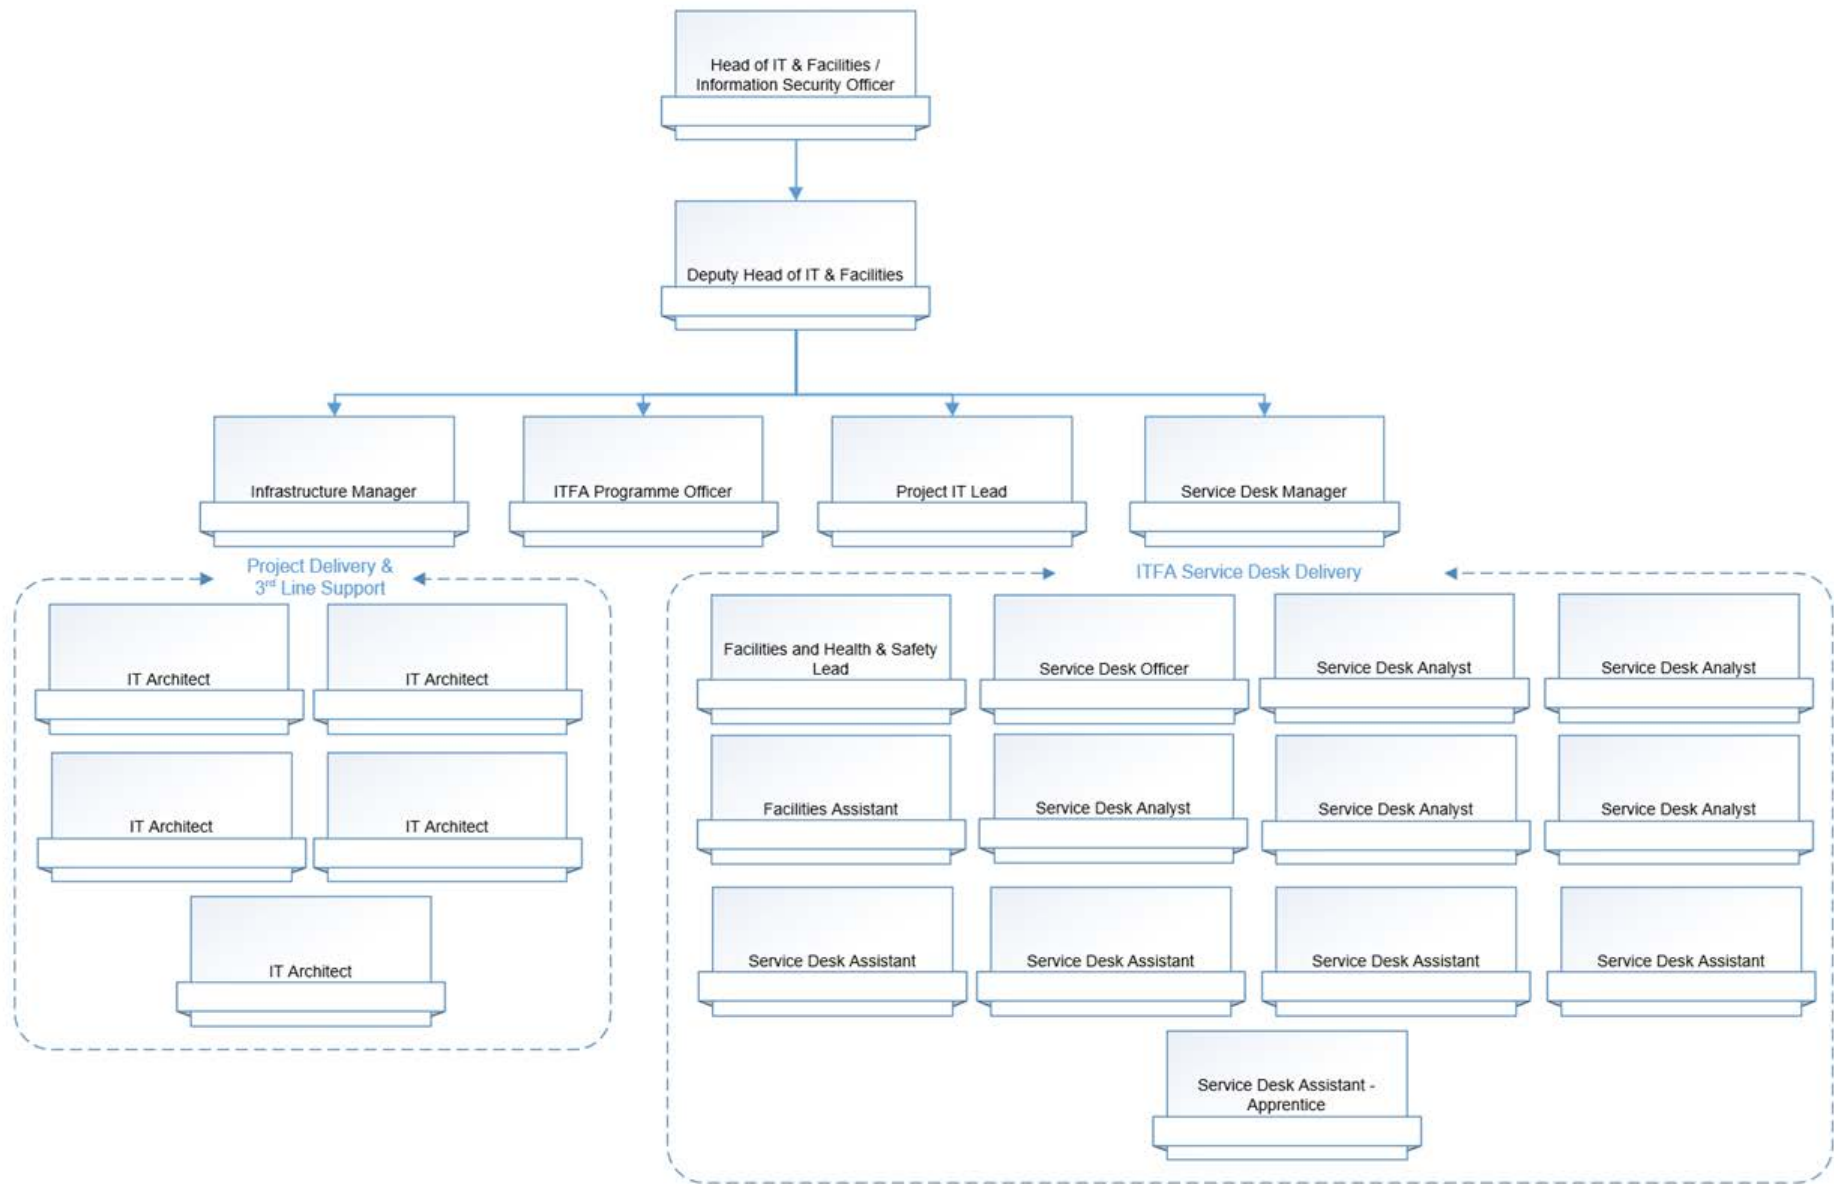 Head of IT & Facilities /
Information Security Officer
Deputy Head of IT & Facilities
Infrastructure Manager
ITFA Programme Officer
Project IT Lead
Service Desk Manager
Project Delivery &
3rd Line Support
IT Architect
IT Architect
IT Architect
IT Architect
IT Architect
ITFA Service Desk Delivery
Facilities and Health & Safety
Lead
Service Desk Officer
Service Desk Analyst
Service Desk Analyst
Facilities Assistant
Service Desk Analyst
Service Desk Analyst
Service Desk Analyst
Service Desk Assistant
Service Desk Assistant
Service Desk Assistant
Service Desk Assistant
Service Desk Assistant -
Apprentice